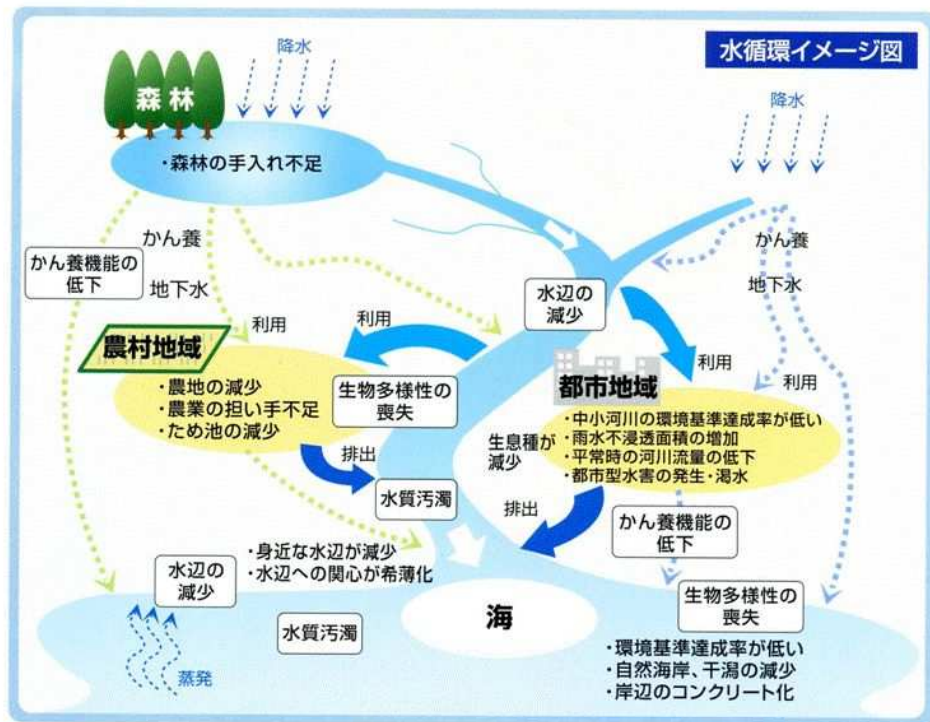 水循環イメージ図
降水
森林
・森林の手入れ不足
降水
かん養
かん養機能の
低下
地下水
かん養
地下水
水辺の
減少
利用
利用
農村地域
・農地の減少
・農業の担い手不足
・ため池の減少
生物多様性の
喪失
利用
利用
都市地域
・中小河川の環境基準達成率が低い
・雨水不浸透面積の増加
・平常時の河川流量の低下
・都市型水害の発生・渇水
生息種が
減少
排出
水質汚濁
排出
かん養機能の
低下
・身近な水辺が減少
・水辺への関心が希薄化
水辺の
減少
水質汚濁
海
生物多様性の
喪失
・環境基準達成率が低い
・自然海岸、干潟の減少
・岸辺のコンクリート化
蒸発